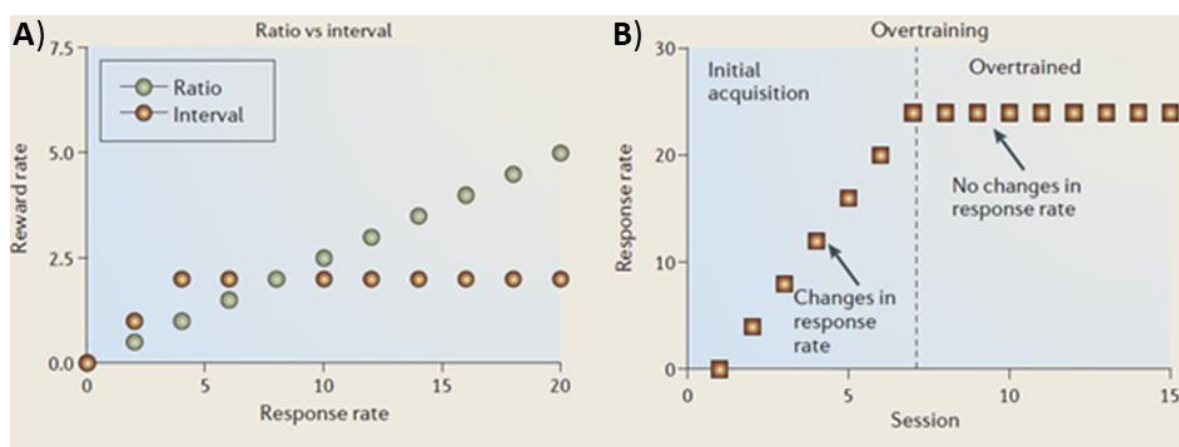 A)
Ratio vs interval
7.5
5.0
2.5
0.0
Reward rate
Ratio
Interval
0 5 10 15 20
Response rate
B)
Overtraining
30
20
10
0
Response rate
Initial
acquisition
Overtrained
No changes in
response rate
Changes in
response
rate
0 5 10 15
Session